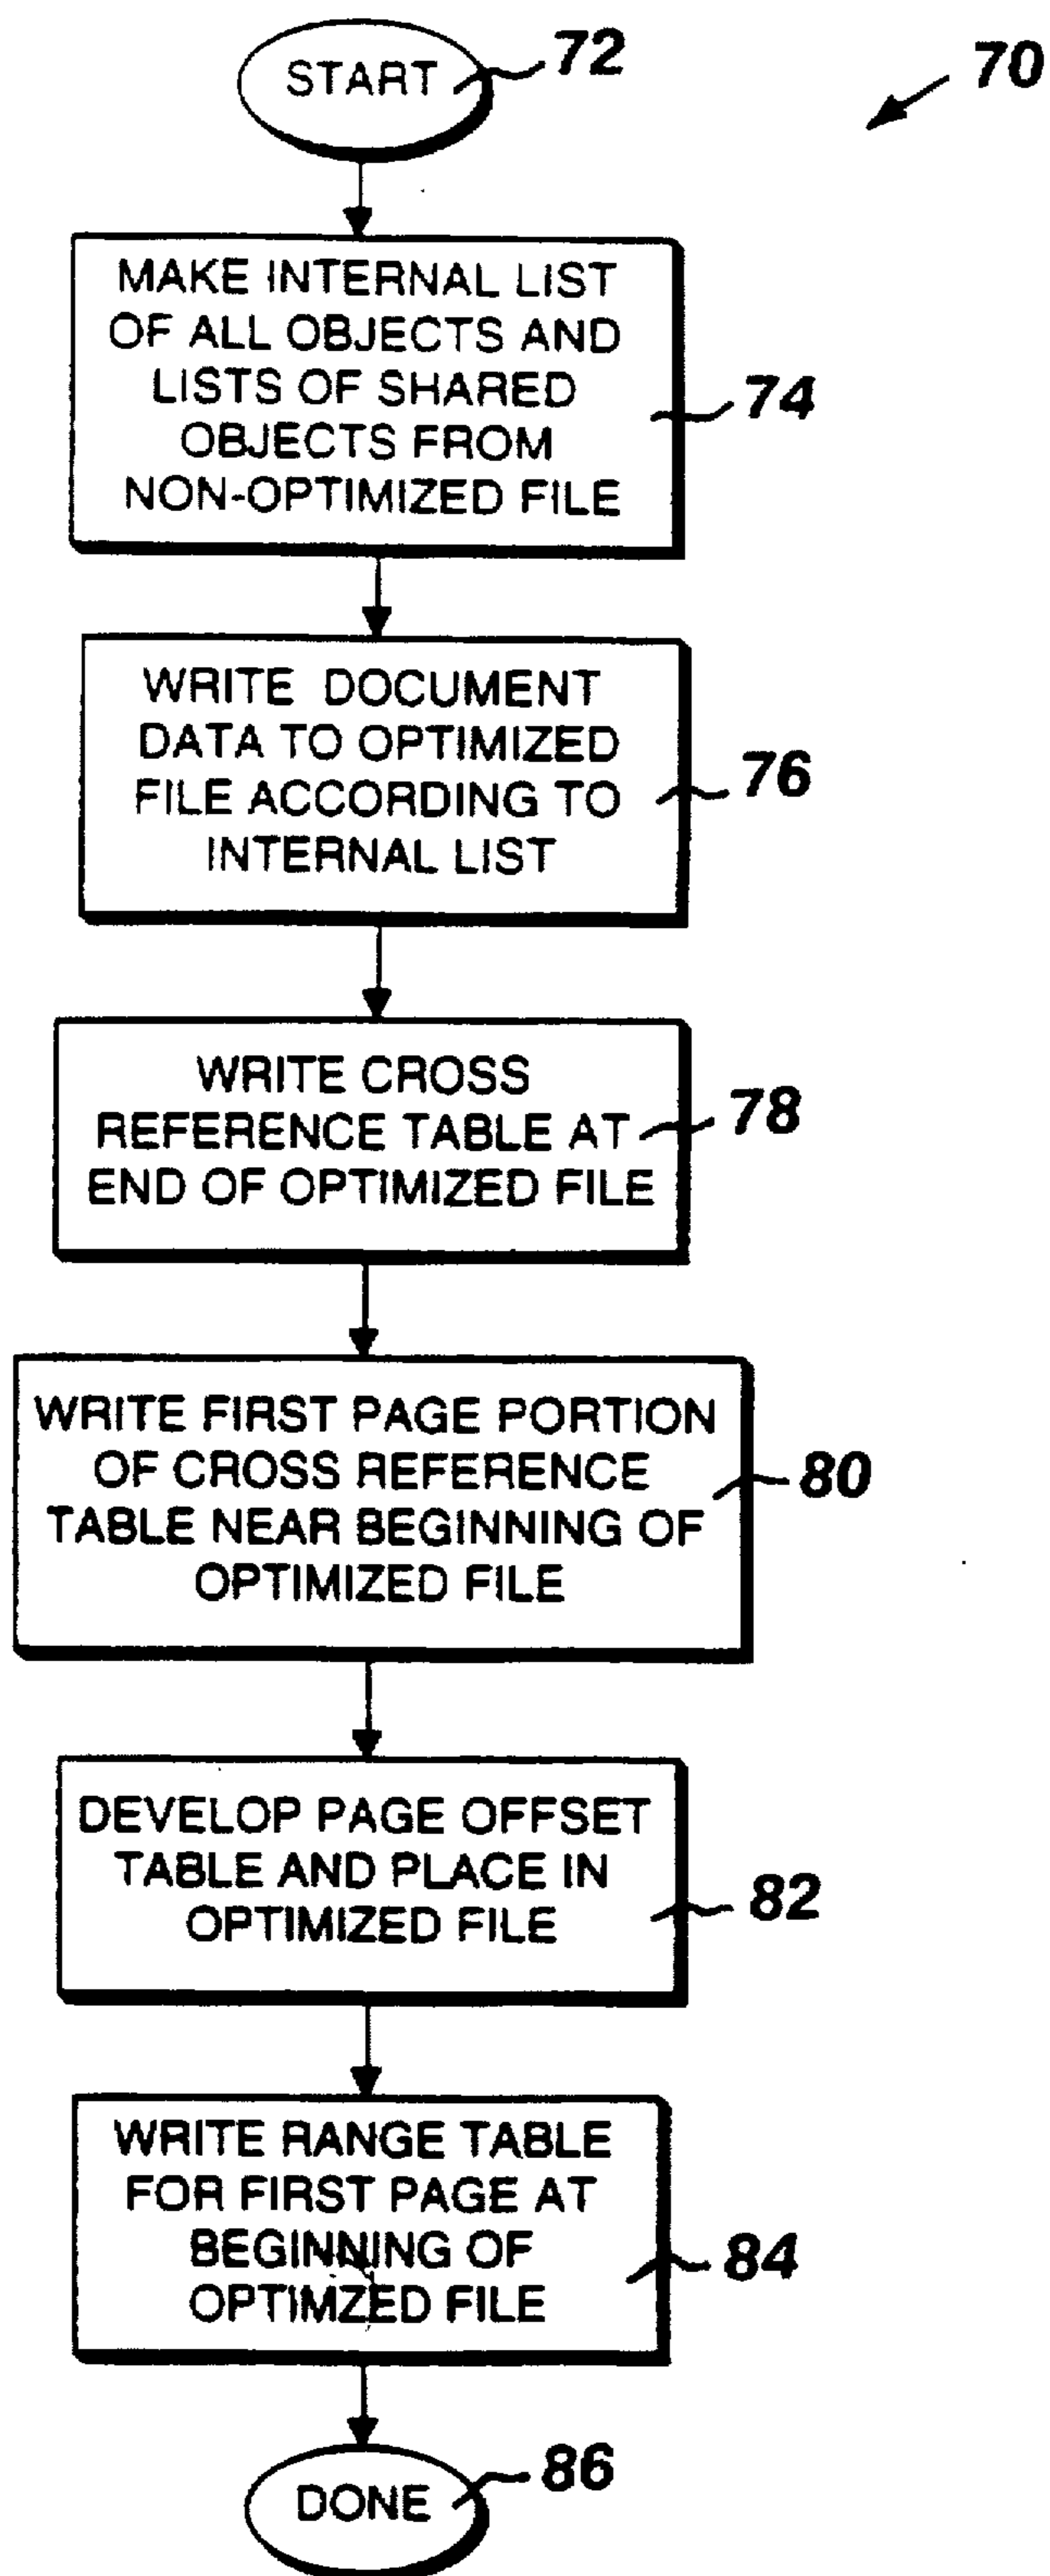 START
72
70
MAKE INTERNAL LIST
OF ALL OBJECTS AND
LISTS OF SHARED
OBJECTS FROM
NON-OPTIMIZED FILE
74
WRITE DOCUMENT
DATA TO OPTIMIZED
FILE ACCORDING TO
INTERNAL LIST
76
WRITE CROSS
REFERENCE TABLE AT
END OF OPTIMIZED FILE
78
WRITE FIRST PAGE PORTION
OF CROSS REFERENCE
TABLE NEAR BEGINNING OF
OPTIMIZED FILE
80
DEVELOP PAGE OFFSET
TABLE AND PLACE IN
OPTIMIZED FILE
82
WRITE RANGE TABLE
FOR FIRST PAGE AT
BEGINNING OF
OPTIMZED FILE
84
DONE
86